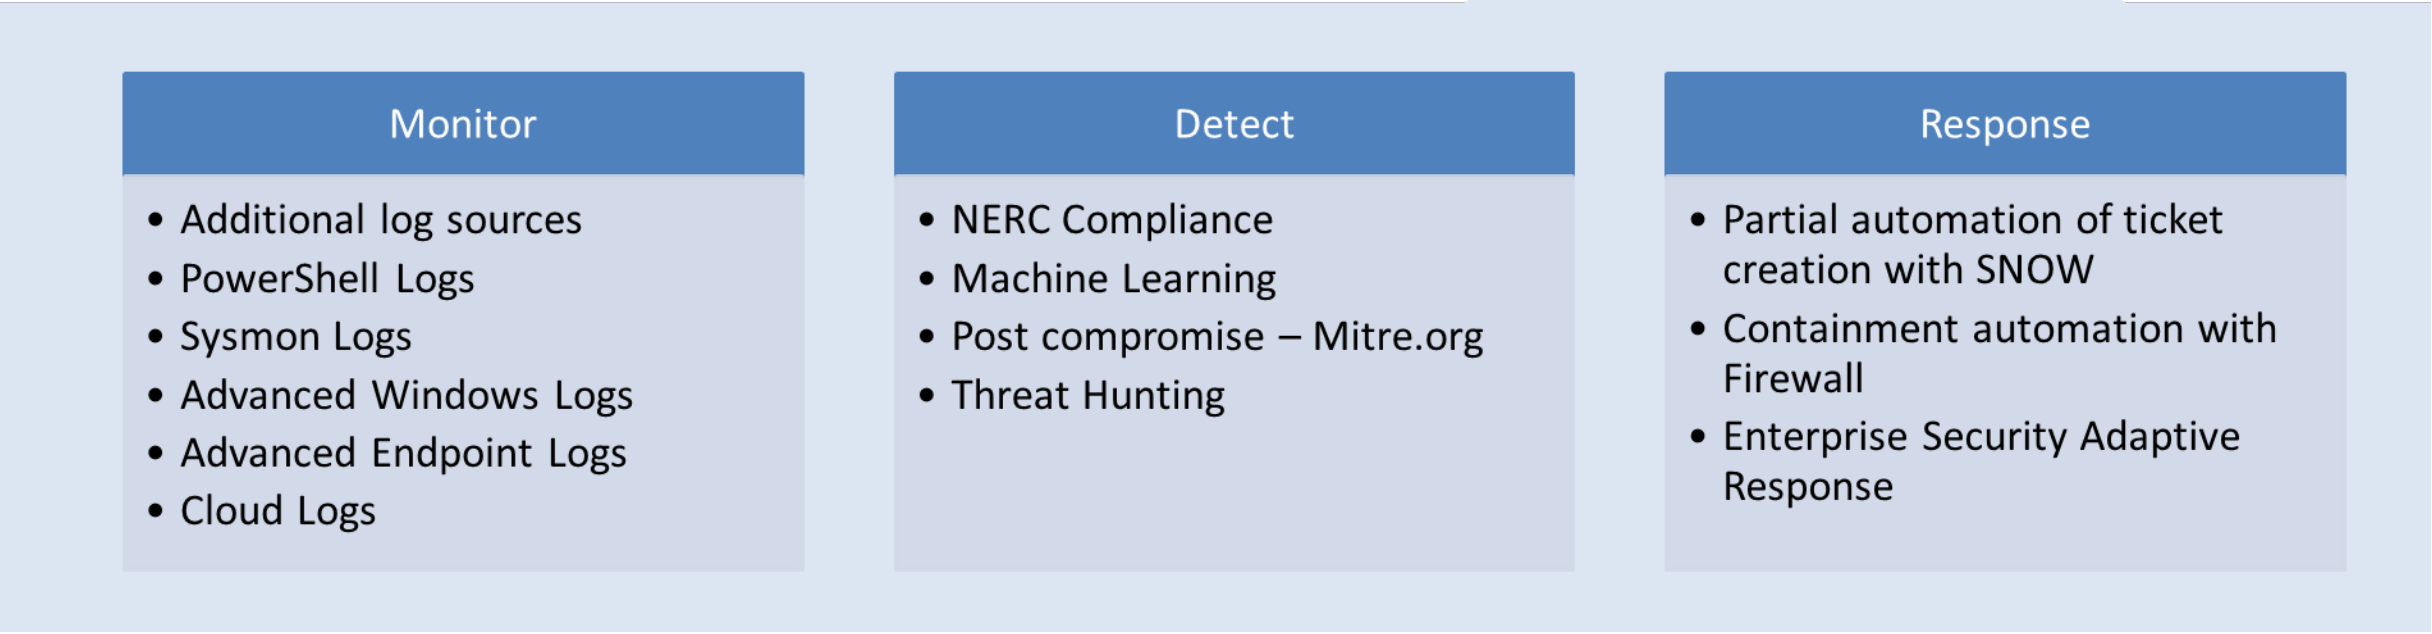 Monitor
• Additional log sources
• PowerShell Logs
• Sysmon Logs
• Advanced Windows Logs
• Advanced Endpoint Logs
• Cloud Logs
Detect
• NERC Compliance
• Machine Learning
• Post compromise – Mitre.org
• Threat Hunting
Response
• Partial automation of ticket
creation with SNOW
• Containment automation with
Firewall
• Enterprise Security Adaptive
Response